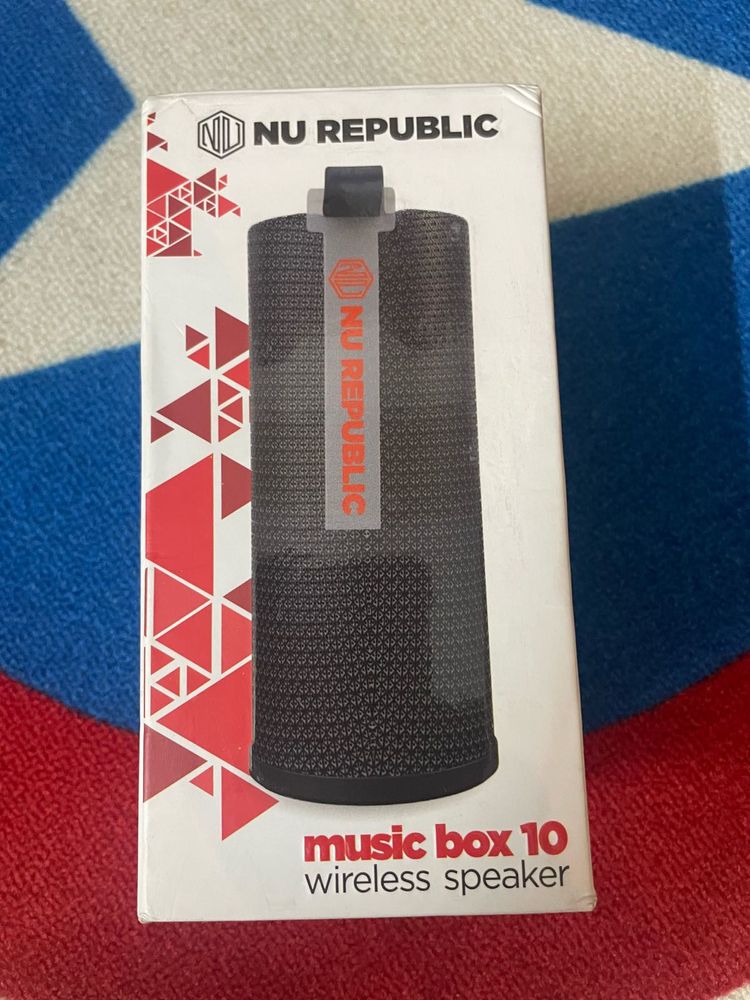 NU REPUBLIC
NU REPUBLIC
music box 10
wireless speaker